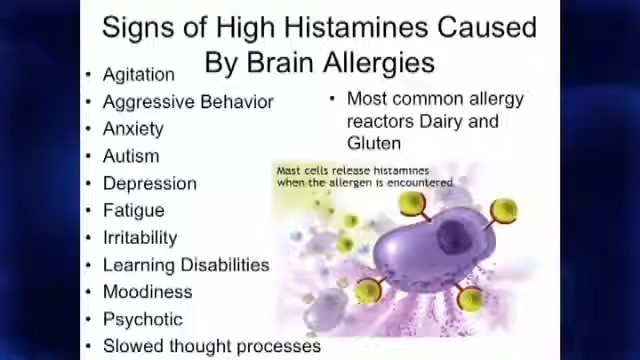 Signs of High Histamines Caused
By Brain Allergies
• Agitation
• Aggressive Behavior
• Anxiety
• Autism
• Depression
• Fatigue
• Irritability
• Learning Disabilities
• Moodiness
• Psychotic
• Slowed thought processes
• Most common allergy
reactors Dairy and
Gluten
Mast cells release histamines
when the allergen is encountered